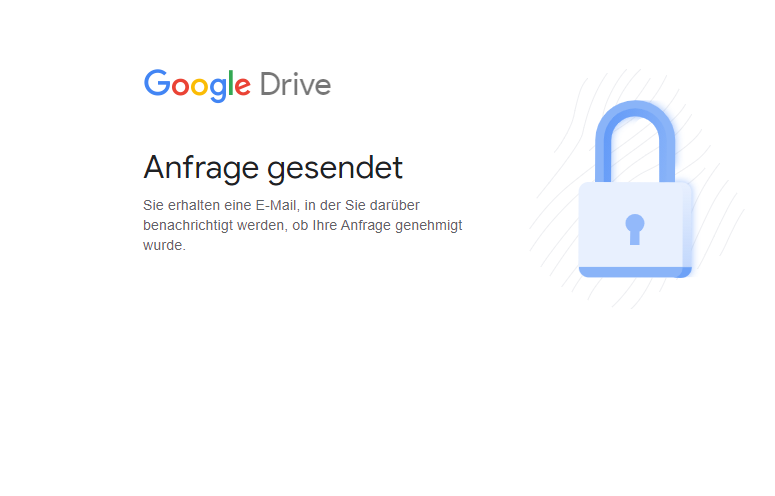 Google Drive
Anfrage gesendet
Sie erhalten eine E-Mail, in der Sie darüber
benachrichtigt werden, ob Ihre Anfrage genehmigt
wurde.